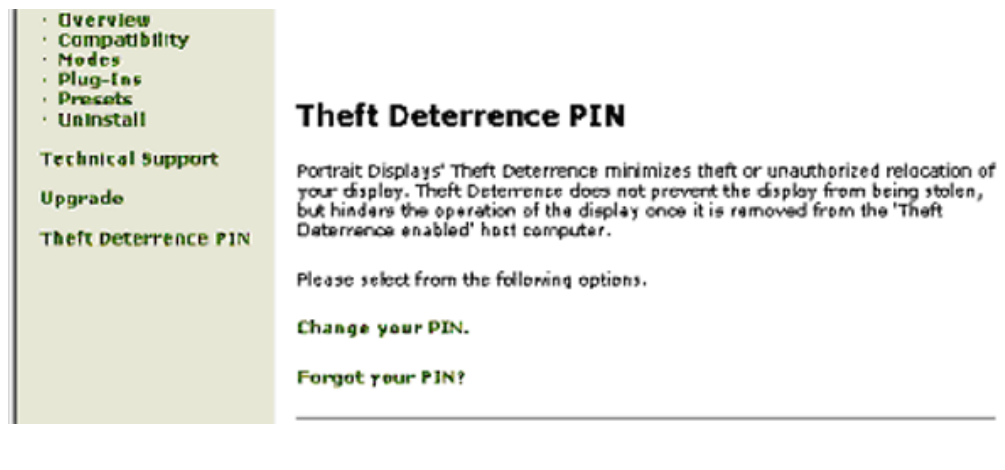 · Overview
· Compatibility
· Modes
· Plug-Ins
· Presets
· Uninstall
Technical Support
Upgrade
Theft Deterrence PIN
Theft Deterrence PIN
Portrait Displays' Theft Deterrence minimizes theft or unauthorized relocation of
your display. Theft Deterrence does not prevent the display from being stolen,
but hinders the operation of the display once it is removed from the 'Theft
Deterrence enabled' host computer.
Please select from the following options.
Change your PIN.
Forgot your PIN?